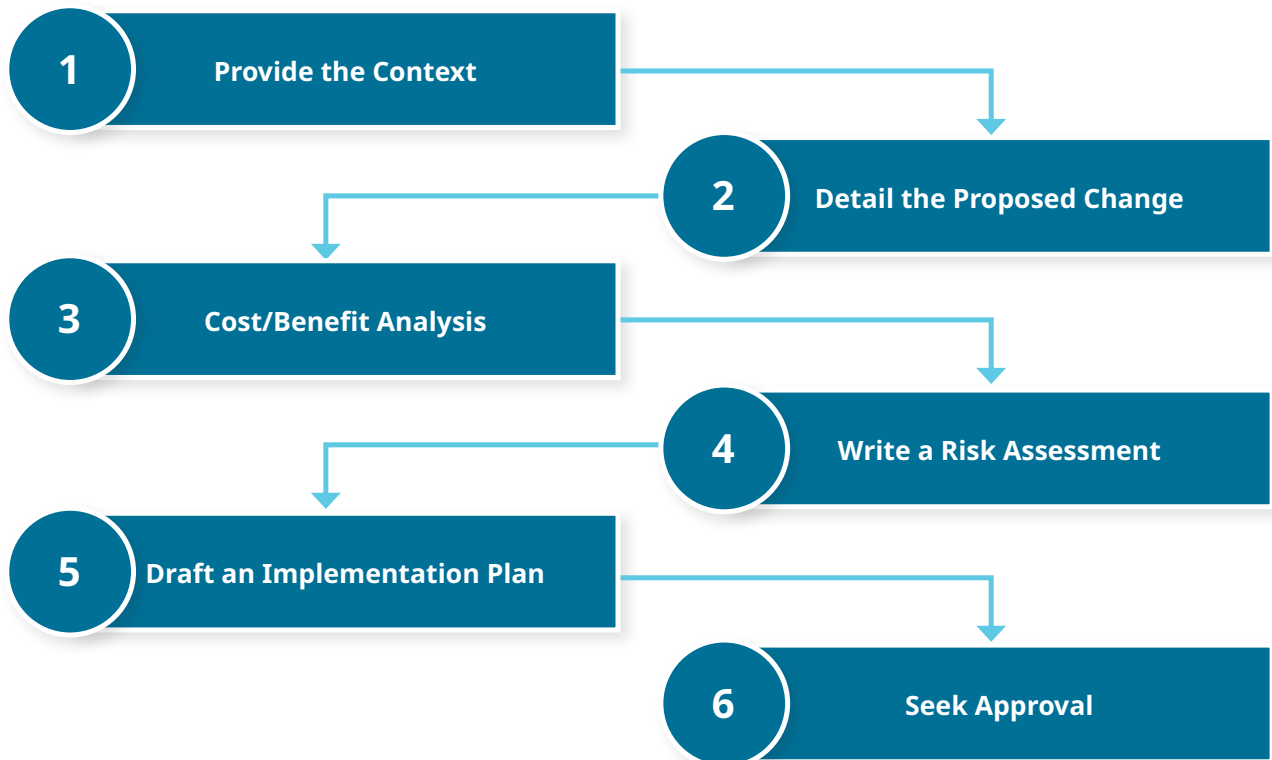 1
Provide the Context
2
Detail the Proposed Change
3
Cost/Benefit Analysis
4
Write a Risk Assessment
5
Draft an Implementation Plan
6
Seek Approval